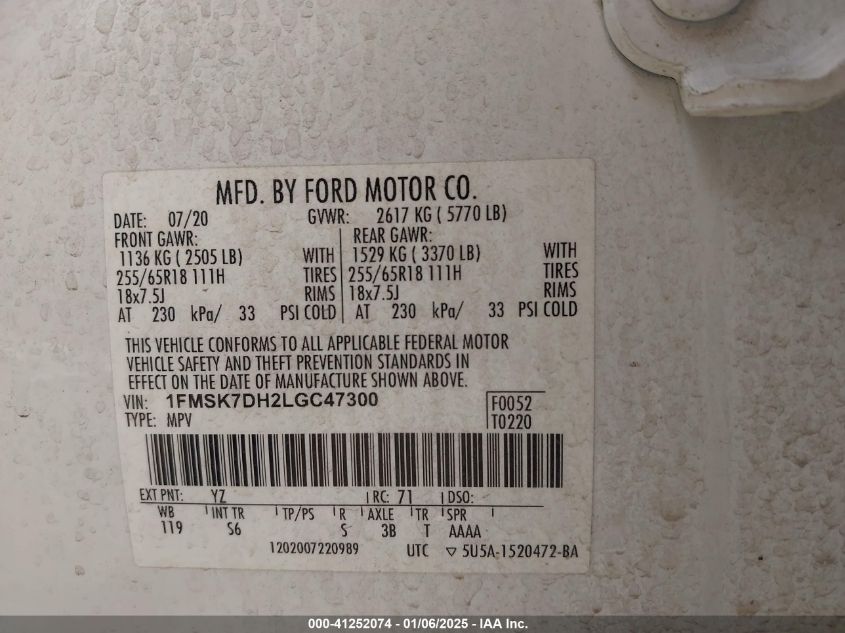 MFD. BY FORD MOTOR CO.
DATE: 07/20 GVWR: 2617 KG ( 5770 LB)
FRONT GAWR: REAR GAWR:
1136 KG ( 2505 LB) WITH 1529 KG ( 3370 LB) WITH
255/65R18 111H TIRES 255/65R18 111H TIRES
18x7.5J RIMS 18x7.5J RIMS
AT 230 kPa/ 33 PSI COLD AT 230 kPa/ 33 PSI COLD
THIS VEHICLE CONFORMS TO ALL APPLICABLE FEDERAL MOTOR
VEHICLE SAFETY AND THEFT PREVENTION STANDARDS IN
EFFECT ON THE DATE OF MANUFACTURE SHOWN ABOVE.
VIN: 1FMSK7DH2LGC47300 F0052
TYPE: MPV T0220
EXT PNT: YZ RC: 71 DSO:
WB INT TR TP/PS R AXLE TR SPR
119 S6 S 3B T AAAA
1202007220989 UTC ▽ 5U5A-1520472-BA
000-41252074 - 01/06/2025 - IAA Inc.